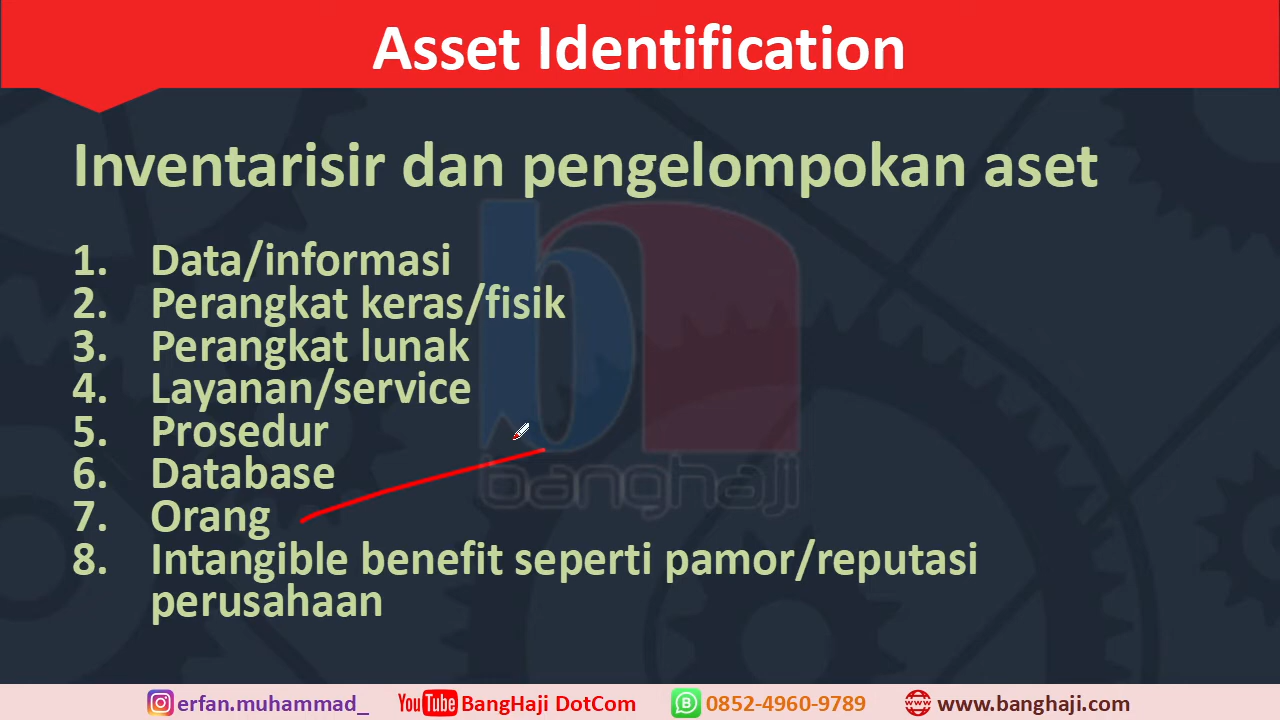 Asset Identification
Inventarisir dan pengelompokan aset
1. Data/informasi
2. Perangkat keras/fisik
3. Perangkat lunak
4. Layanan/service
5. Prosedur
6. Database
7. Orang
8. Intangible benefit seperti pamor/reputasi
perusahaan
banghaji
erfan.muhammad_ YouTube BangHaji DotCom B 0852-4960-9789 www.banghaji.com